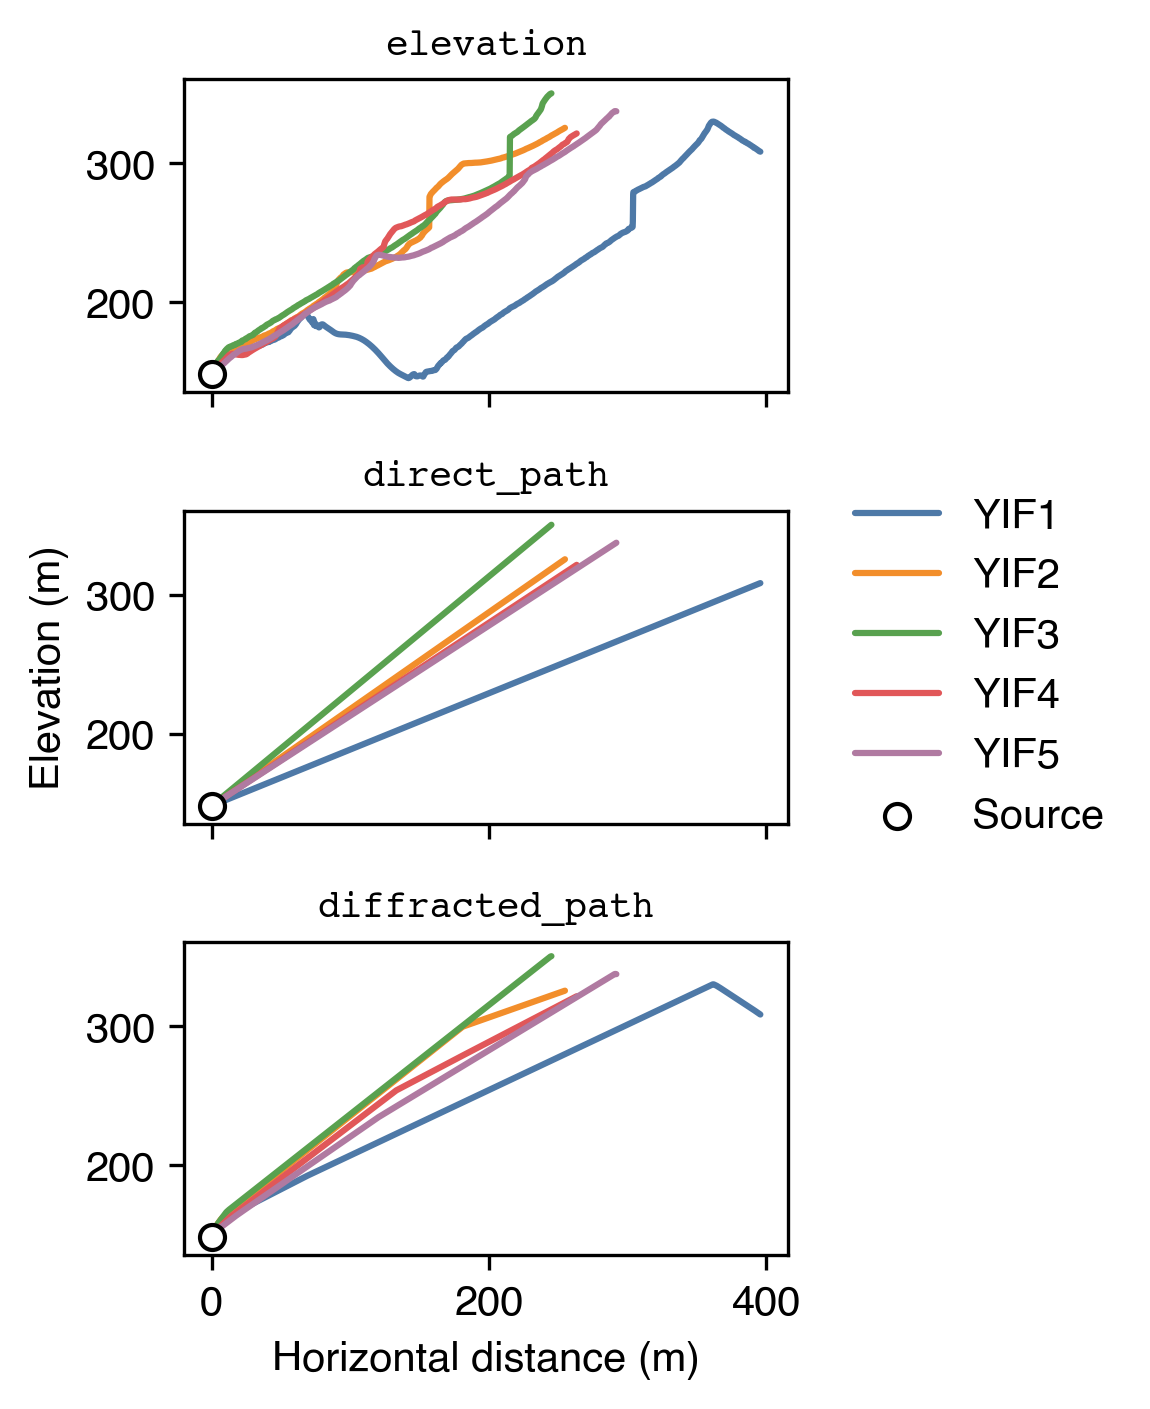 elevation
300
200
direct_path
300
200
Elevation (m)
YIF1
YIF2
YIF3
YIF4
YIF5
Source
diffracted_path
300
200
0 200 400
Horizontal distance (m)